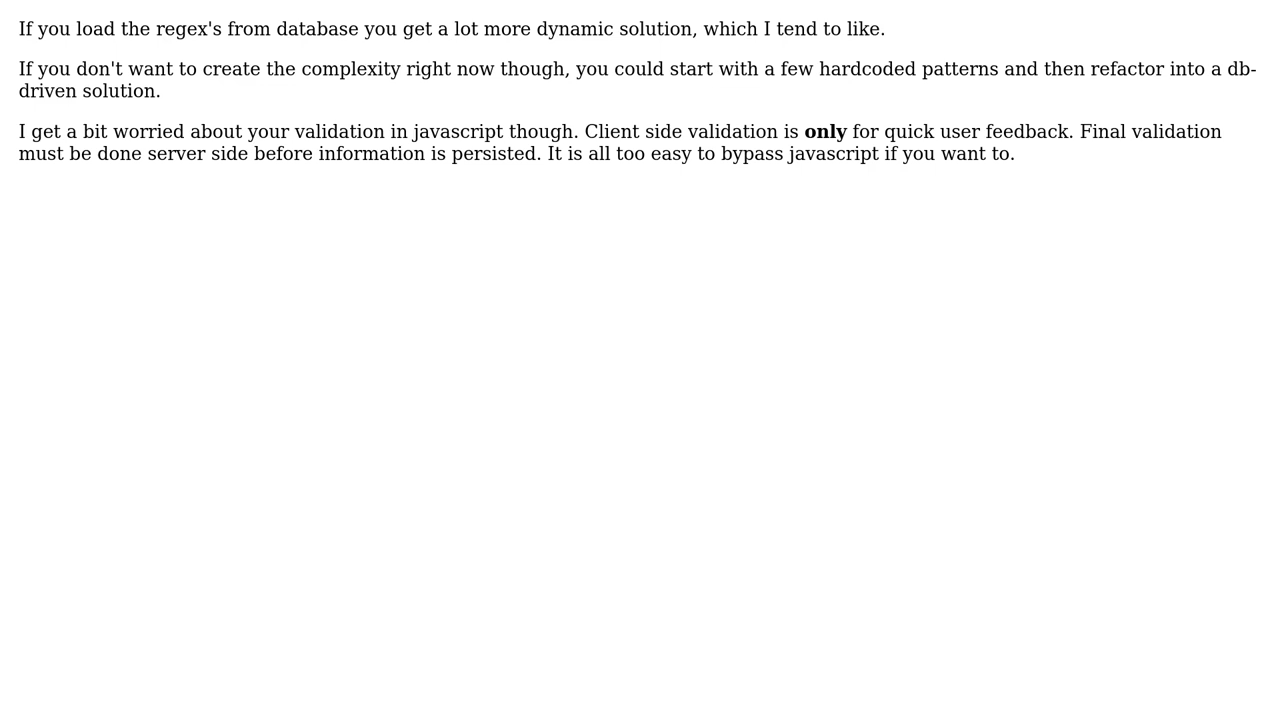 If you load the regex's from database you get a lot more dynamic solution, which I tend to like.
If you don't want to create the complexity right now though, you could start with a few hardcoded patterns and then refactor into a db-
driven solution.
I get a bit worried about your validation in javascript though. Client side validation is only for quick user feedback. Final validation
must be done server side before information is persisted. It is all too easy to bypass javascript if you want to.